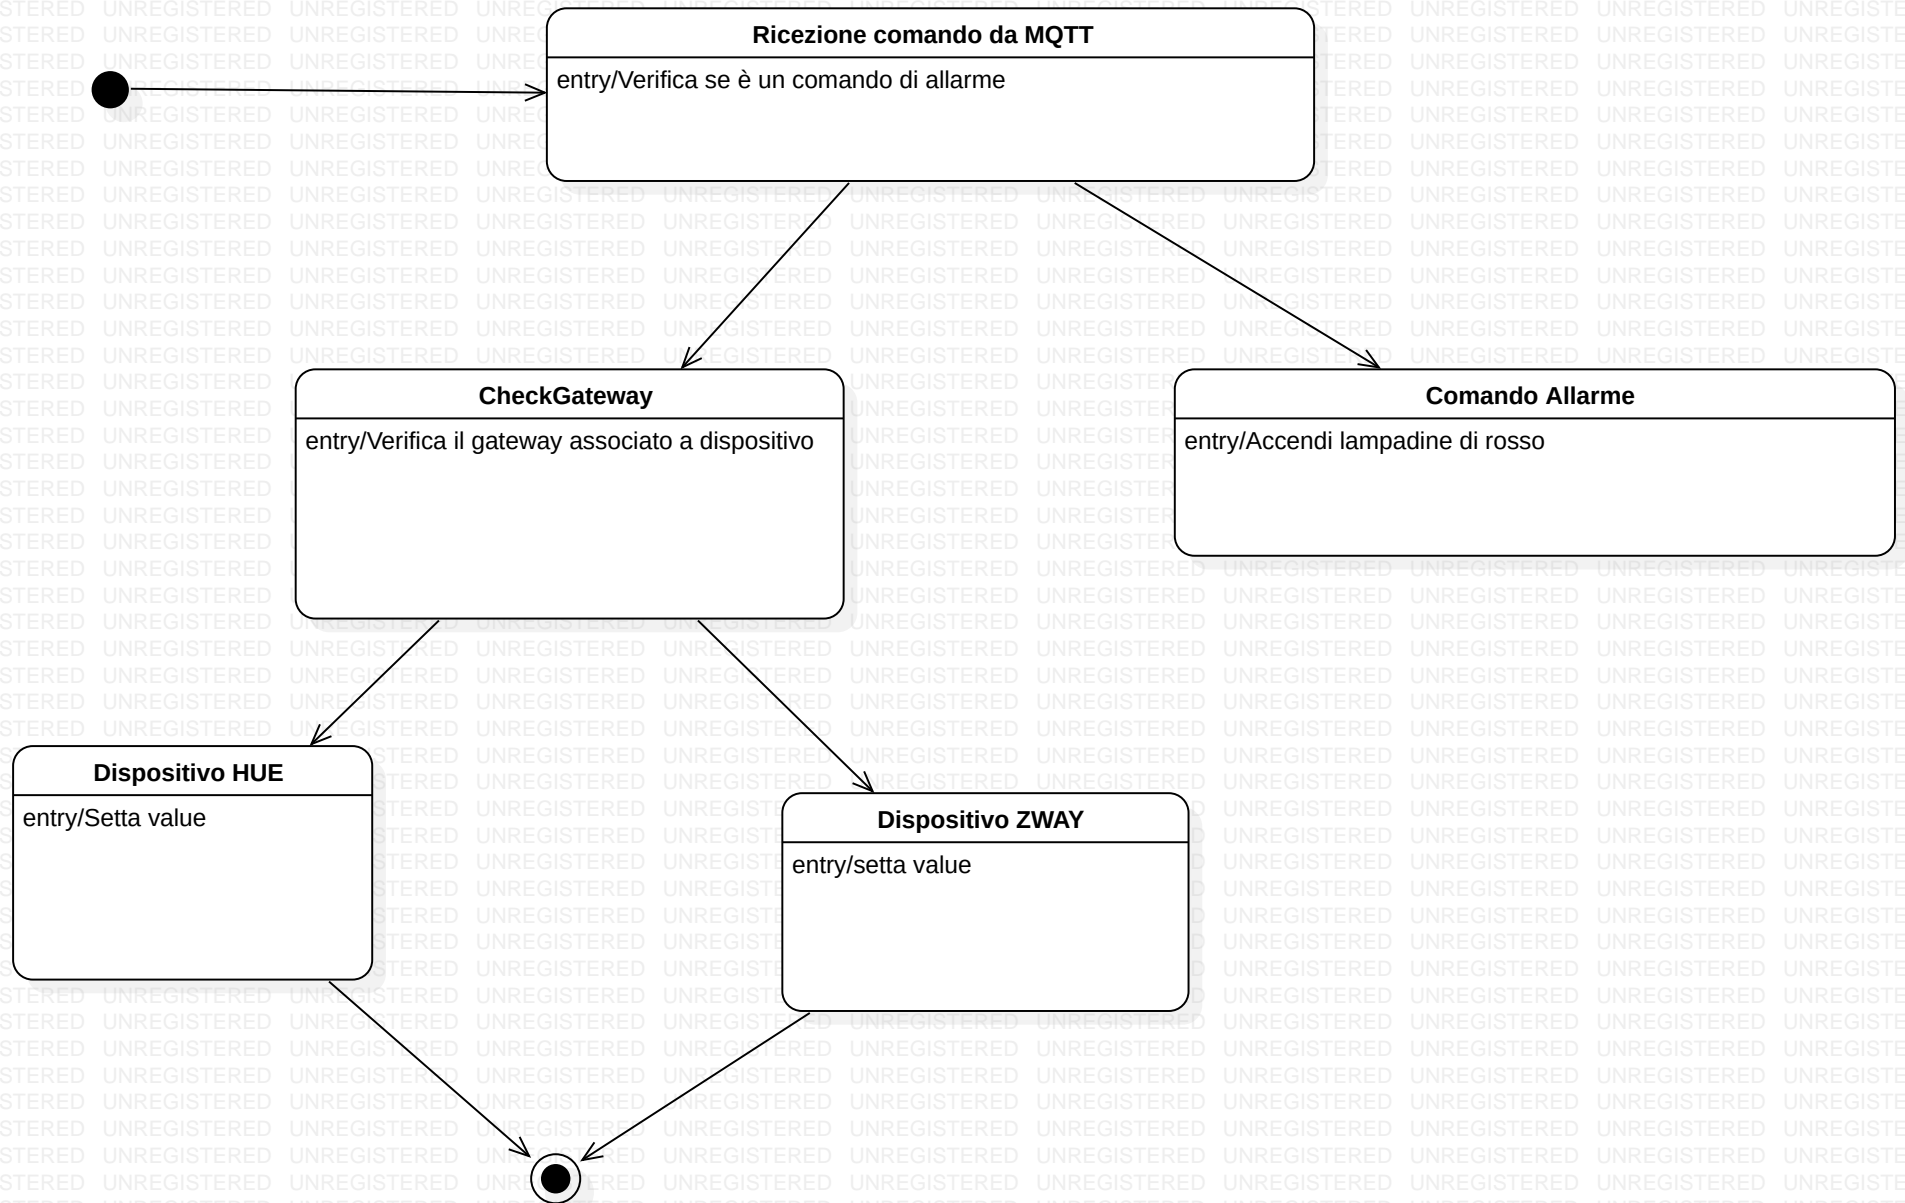 Ricezione comando da MQTT
entry/Verifica se è un comando di allarme
CheckGateway
entry/Verifica il gateway associato a dispositivo
Comando Allarme
entry/Accendi lampadine di rosso
Dispositivo HUE
entry/Setta value
Dispositivo ZWAY
entry/setta value
UNREGISTERED